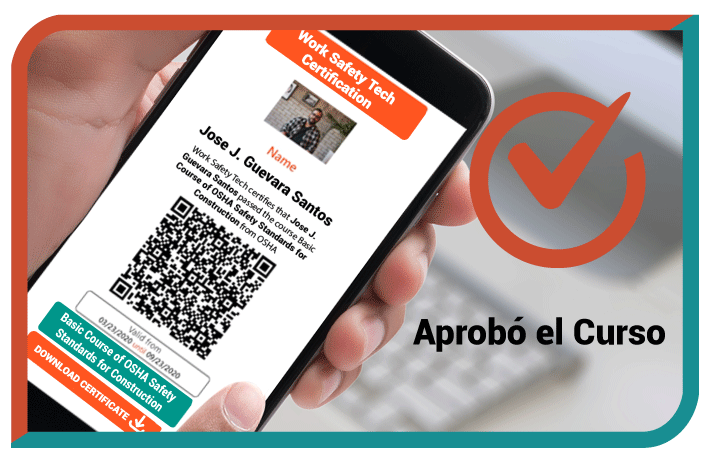 Work Safety Tech
Certification
Name
Jose J. Guevara Santos
Work Safety Tech certifies that Jose J.
Guevara Santos passed the course Basic
Course of OSHA Safety Standards for
Construction from OSHA
Valid from
03/23/2020 until 09/23/2020
Basic Course of OSHA Safety
Standards for Construction
DOWNLOAD CERTIFICATE
Aprobó el Curso